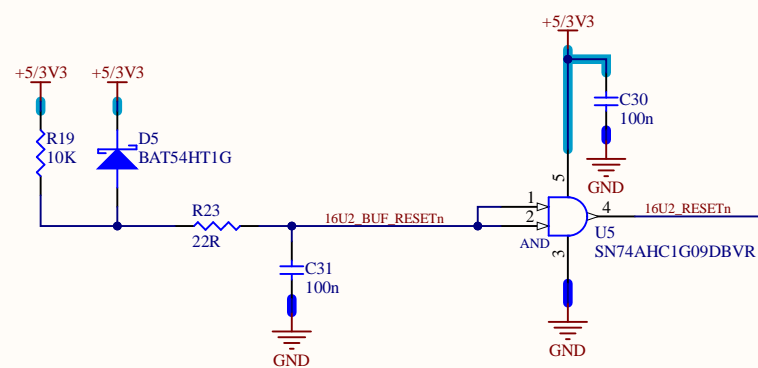 +5/3V3
+5/3V3
+5/3V3
C30
100n
GND
R19
10K
D5
BAT54HT1G
R23
22R
16U2_BUF_RESETn
C31
100n
GND
1
2
AND
5
3
4
16U2_RESETn
U5
SN74AHC1G09DBVR
GND